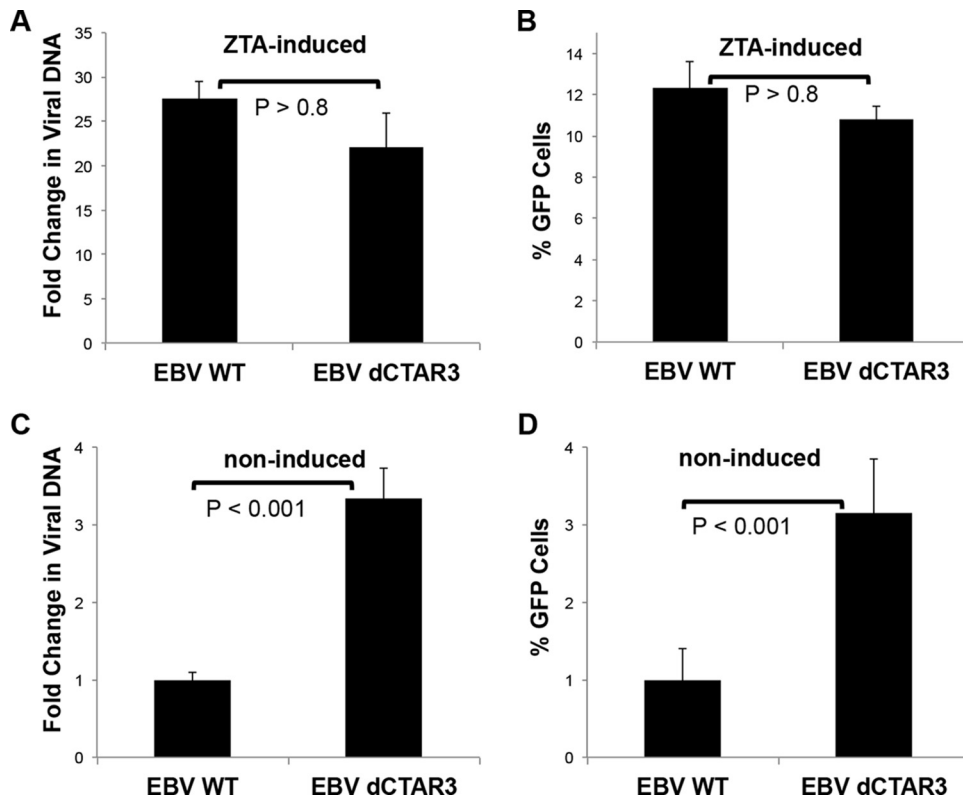 A
Fold Change in Viral DNA
35
30
25
20
15
10
5
0
ZTA-induced
P > 0.8
EBV WT
EBV dCTAR3
B
% GFP Cells
14
12
10
8
6
4
2
0
ZTA-induced
P > 0.8
EBV WT
EBV dCTAR3
C
Fold Change in Viral DNA
4
3
2
1
0
non-induced
P < 0.001
EBV WT
EBV dCTAR3
D
% GFP Cells
4
3
2
1
0
non-induced
P < 0.001
EBV WT
EBV dCTAR3